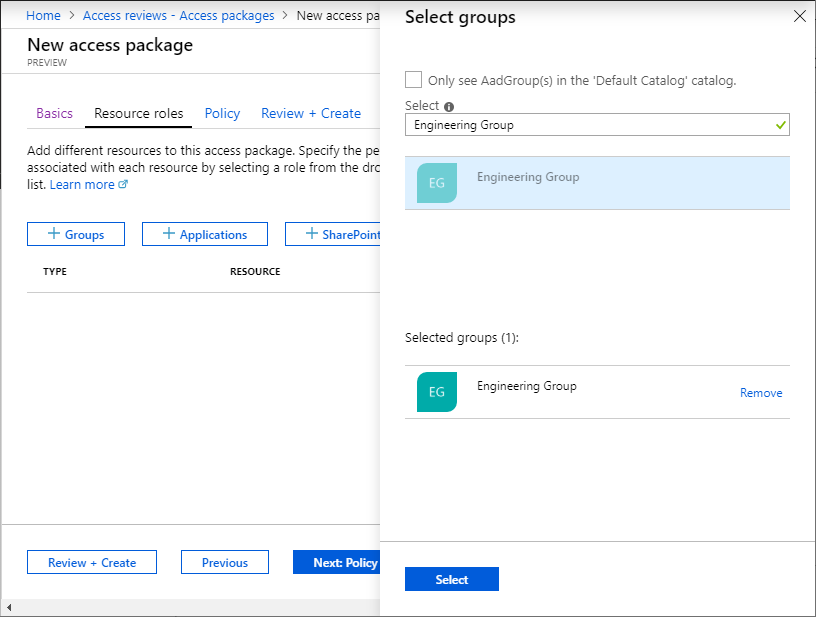 Home > Access reviews - Access packages > New access pa
New access package
PREVIEW
Basics Resource roles Policy Review + Create
Add different resources to this access package. Specify the pe
associated with each resource by selecting a role from the dro
list. Learn more
+ Groups + Applications + SharePoint
TYPE RESOURCE
Review + Create Previous Next: Policy
Select groups
Only see AadGroup(s) in the 'Default Catalog' catalog.
Select
Engineering Group
EG Engineering Group
Selected groups (1):
EG Engineering Group Remove
Select